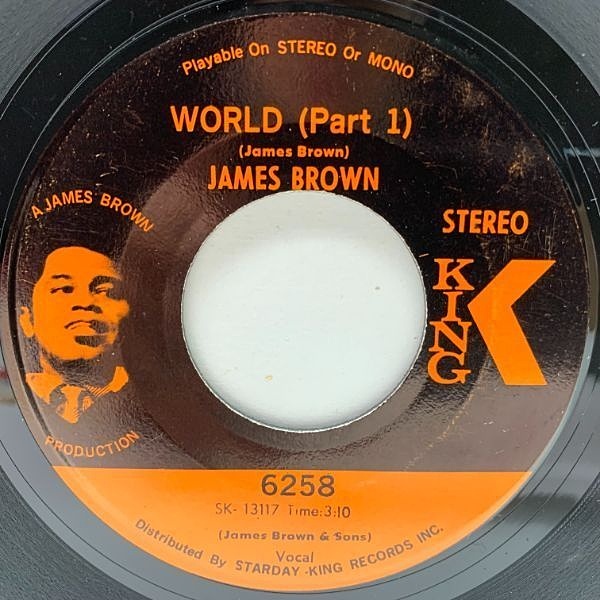 Playable On STEREO Or MONO
WORLD (Part 1)
(James Brown)
JAMES BROWN
A JAMES BROWN
PRODUCTION
STEREO
KING
K
6258
SK- 13117 Time:3:10
(James Brown & Sons)
Vocal
Distributed By STARDAY-KING RECORDS INC.